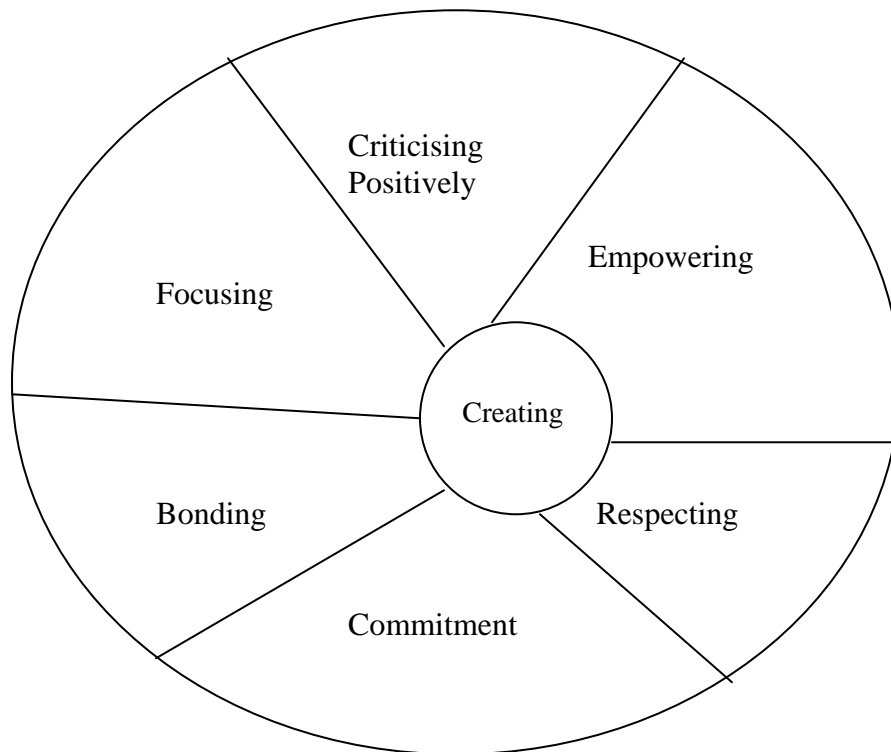 Criticising
Positively
Empowering
Focusing
Creating
Bonding
Respecting
Commitment